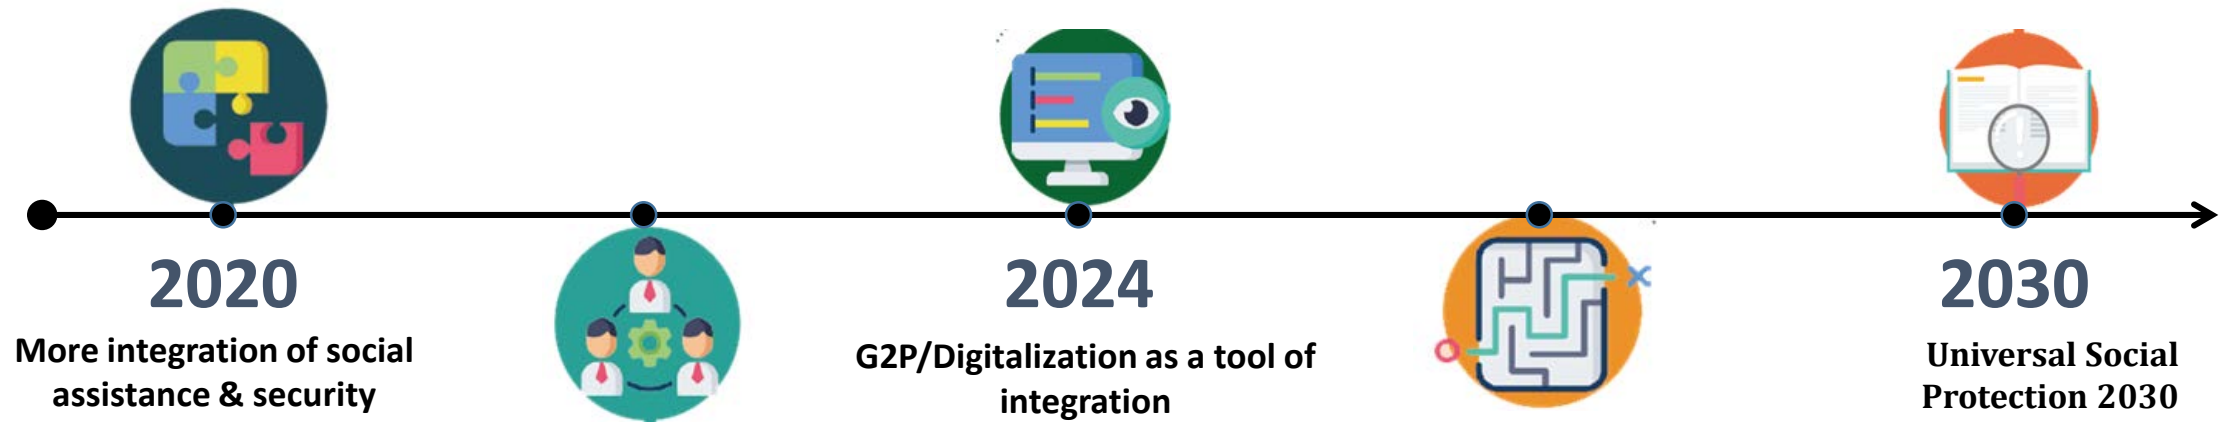 2020
More integration of social
assistance & security
2024
G2P/Digitalization as a tool of
integration
2030
Universal Social
Protection 2030